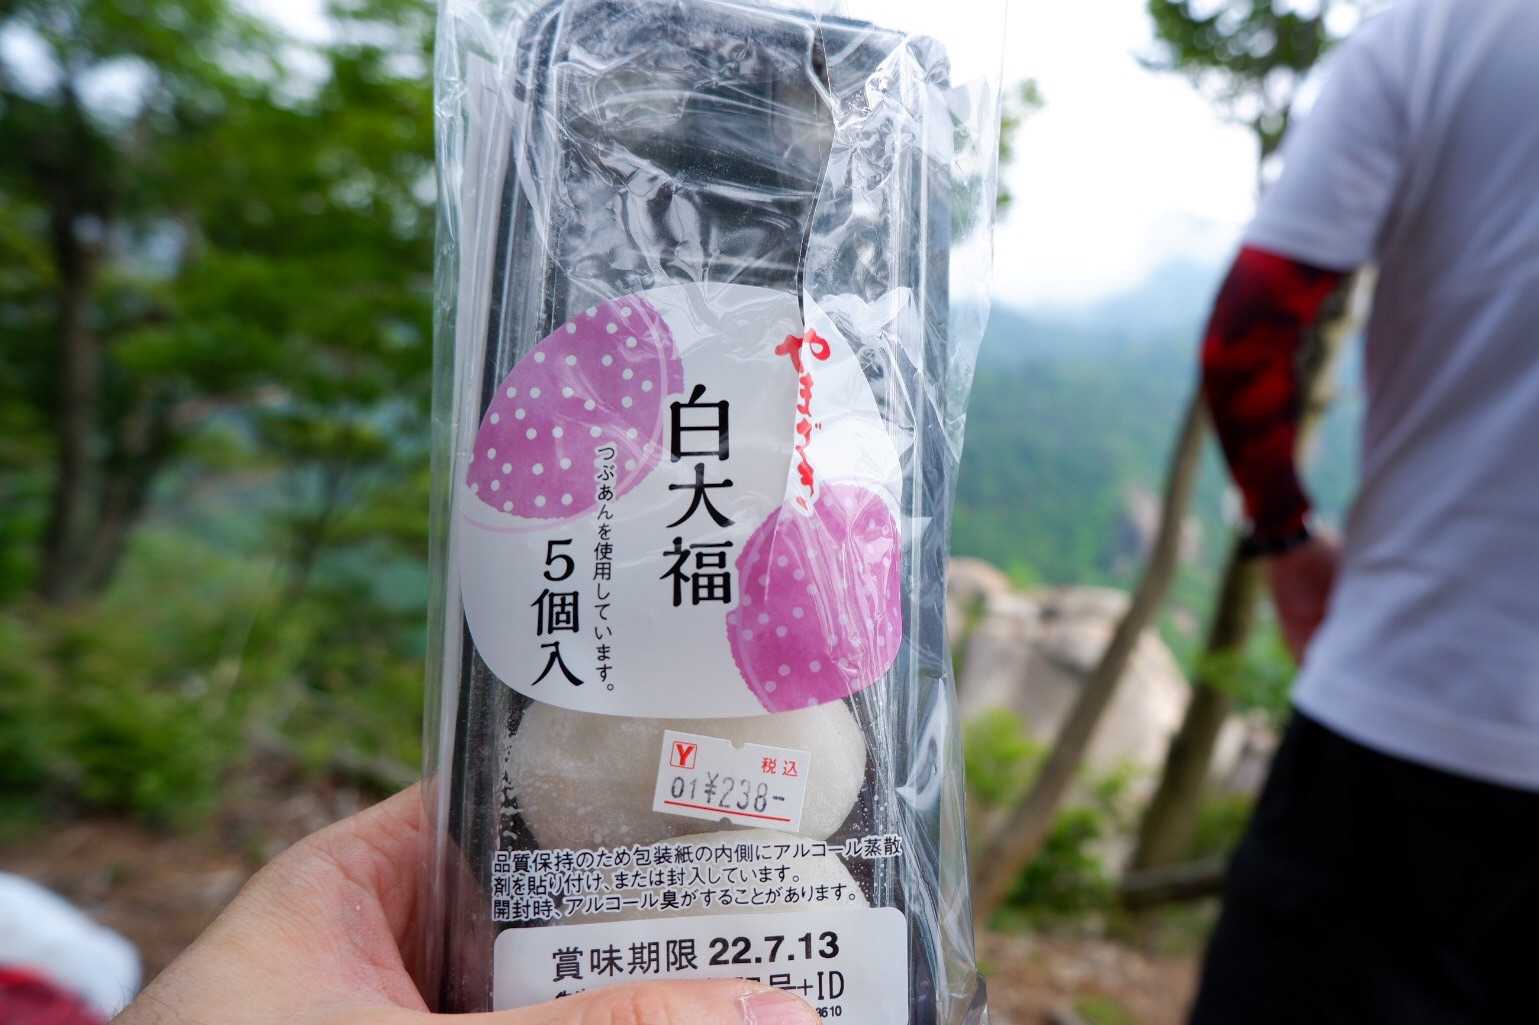 やまざき
白大福
つぶあんを使用しています。
5個入
Y 税込
01¥238-
品質保持のため包装紙の内側にアルコール蒸散
剤を貼り付け、または封入しています。
開封時、アルコール臭がすることがあります。
賞味期限 22.7.13
号+ID
3610